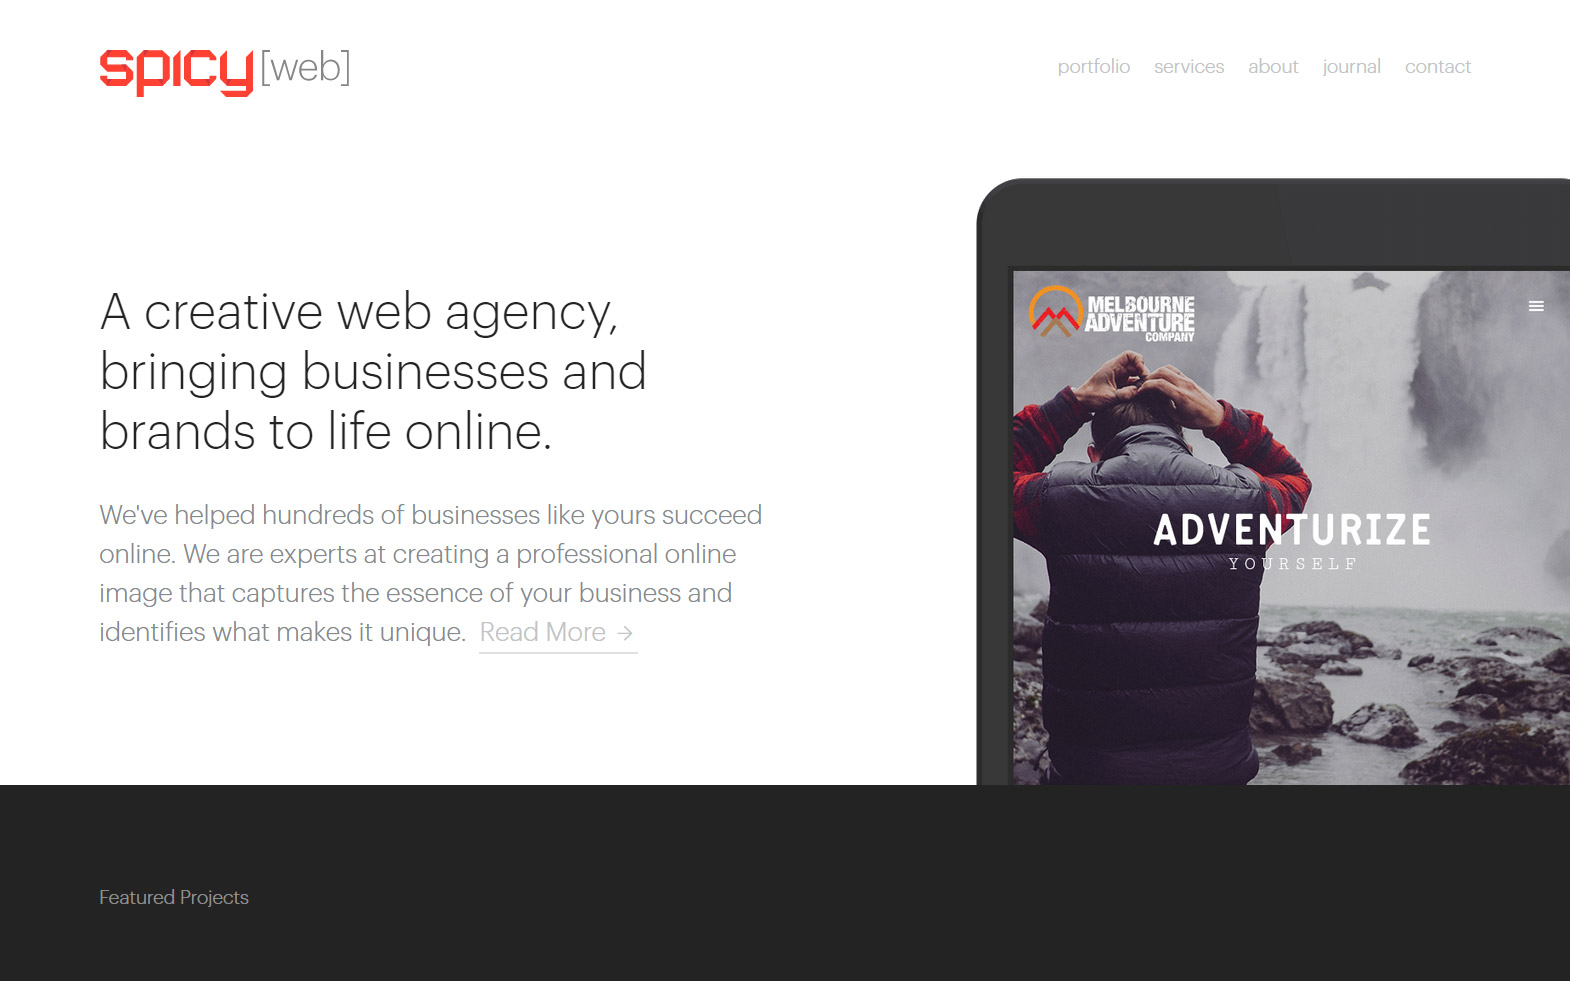 spicy[web]
portfolio services about journal contact
A creative web agency,
bringing businesses and
brands to life online.
We've helped hundreds of businesses like yours succeed
online. We are experts at creating a professional online
image that captures the essence of your business and
identifies what makes it unique. Read More →
MELBOURNE
ADVENTURE
COMPANY
ADVENTURIZE
YOURSELF
Featured Projects